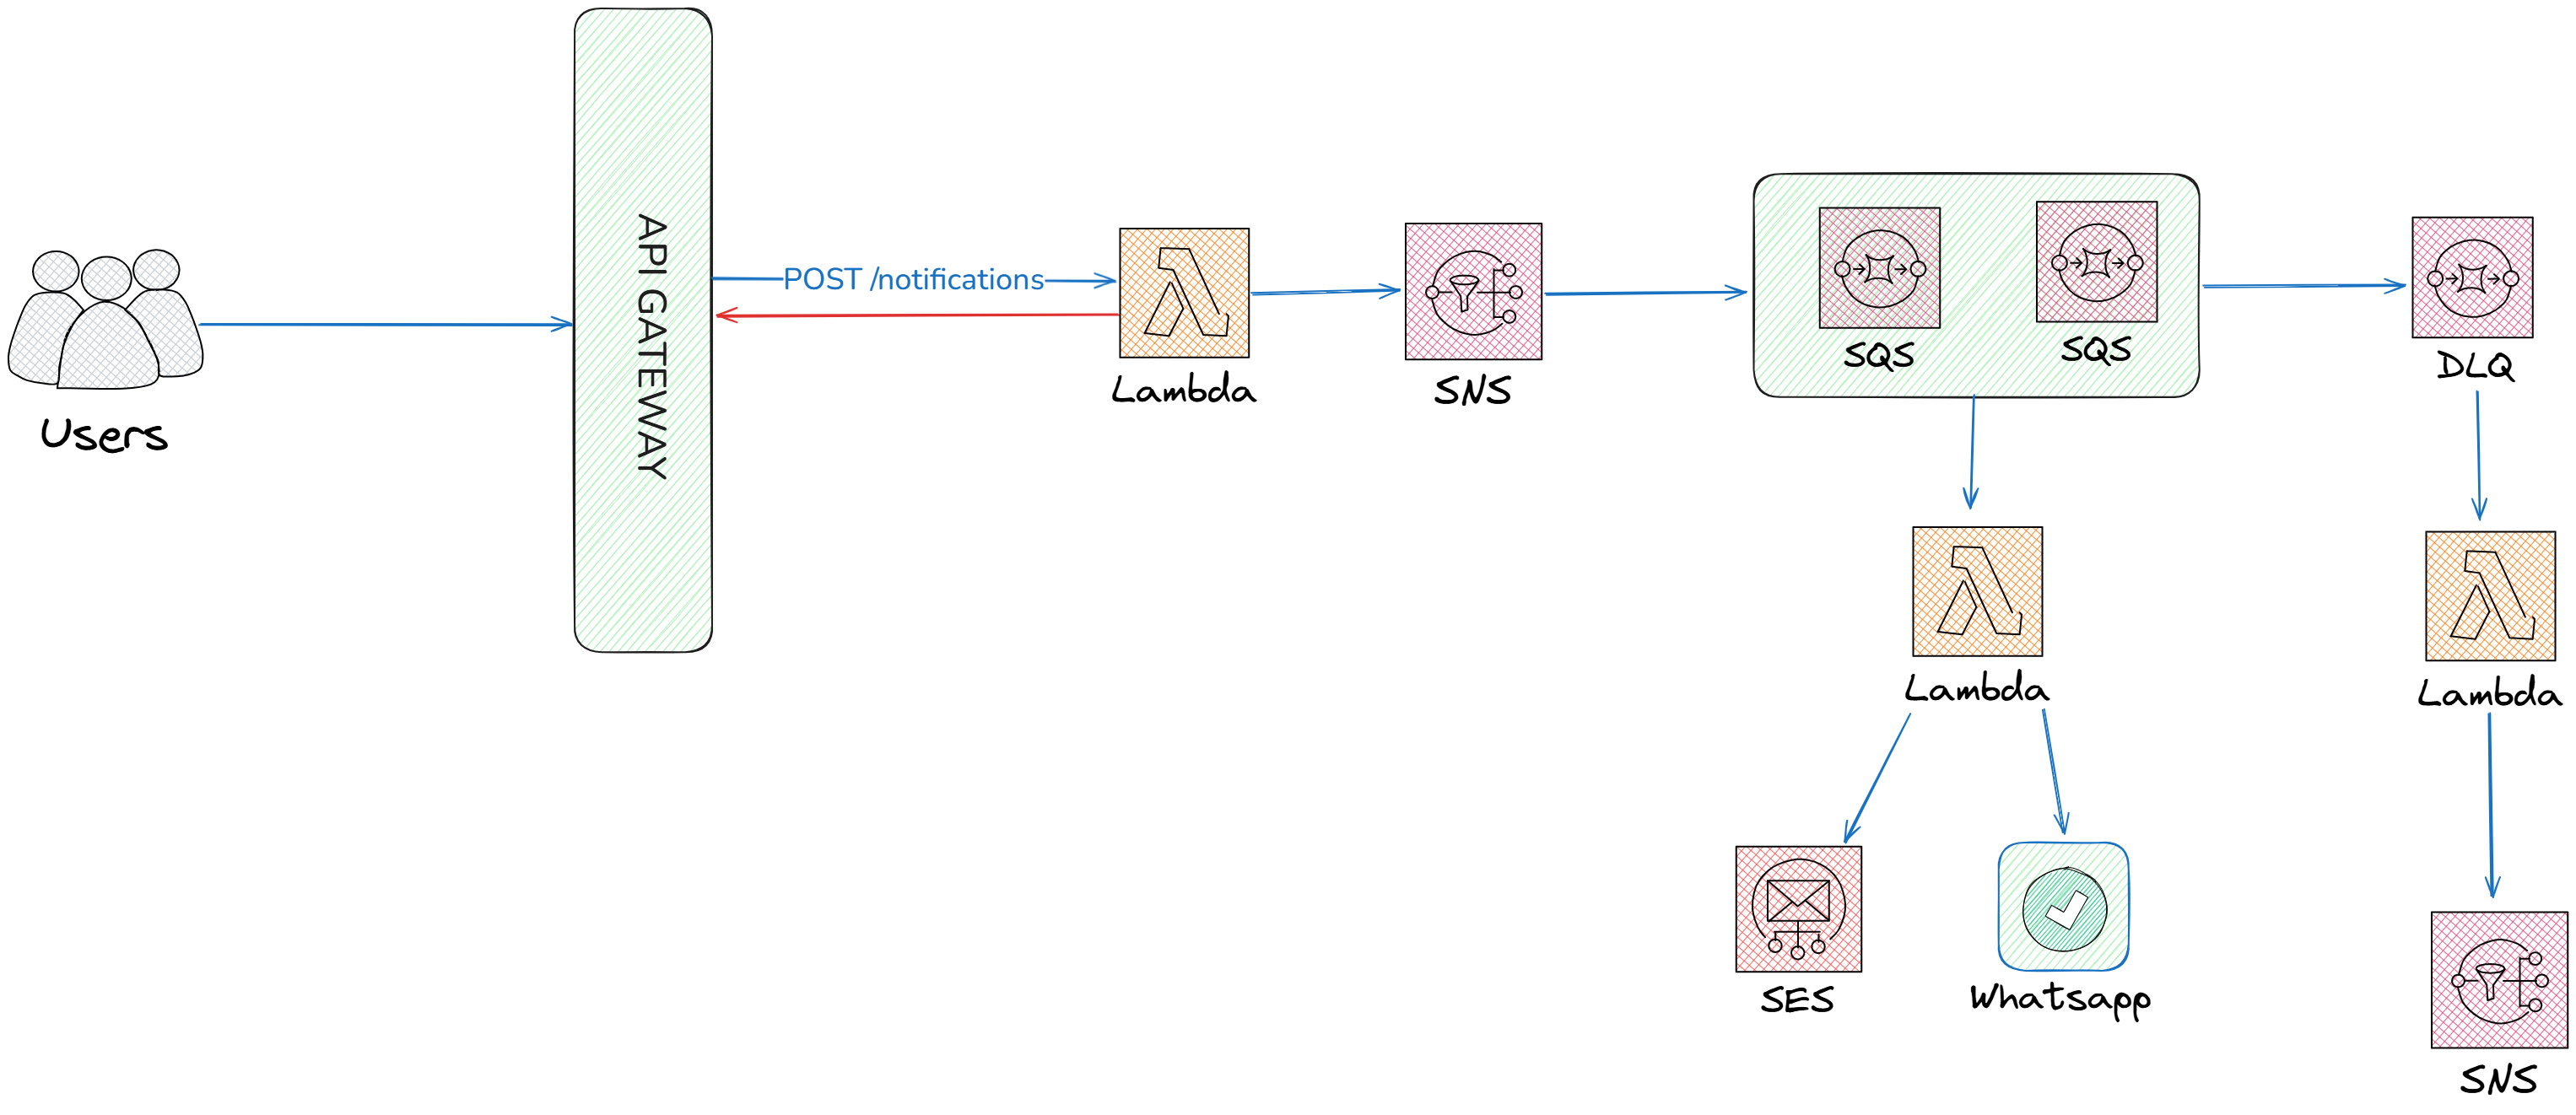 Users
API GATEWAY
POST /notifications
Lambda
SNS
SQS
SQS
DLQ
Lambda
Lambda
SES
Whatsapp
SNS